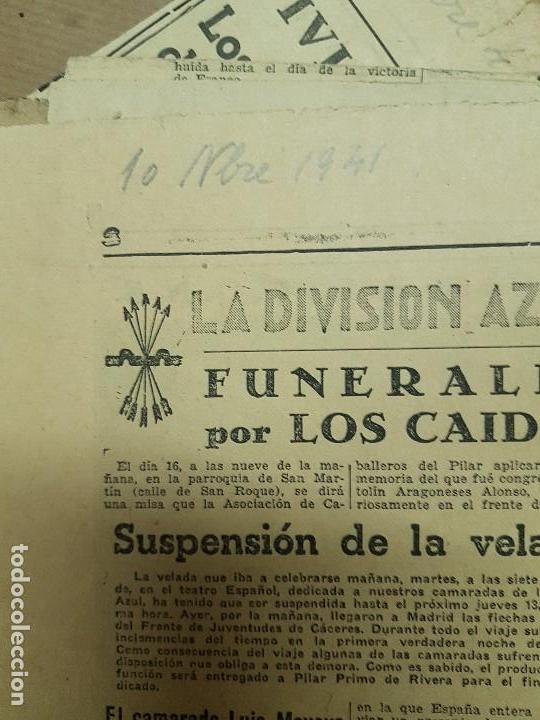 IVI
LOS
huida hasta el día de la victoria
de Franco
10 Nbre 1941
S
LA DIVISION AZ
FUNERAL
por LOS CAID
El día 16, a las nueve de la ma-
ñana, en la parroquia de San Mar-
tín (calle de San Roque), se dirá
una misa que la Asociación de Ca-
balleros del Pilar aplicar
memoria del que fué congre
tolín Aragoneses Alonso,
riosamente en el frente d
Suspensión de la vela
La velada que iba a celebrarse mañana, martes, a las siete
de, en el teatro Español, dedicada a nuestros camaradas de l
Azul, ha tenido que ser suspendida hasta el próximo jueves 13,
ma hora. Ayer, por la mañana, llegaron a Madrid las flechas
del Frente de Juventudes de Cáceres. Durante todo el viaje su
inclemencias del tiempo en la primera verdadera noche de
Como consecuencia del viaje algunas de las camaradas sufren
disposición que obliga a esta demora. Como es sabido, el produc
función será entregado a Pilar Primo de Rivera para el fin
dicado.
El camarada Luis
en la que España entera
todocoleccion.net